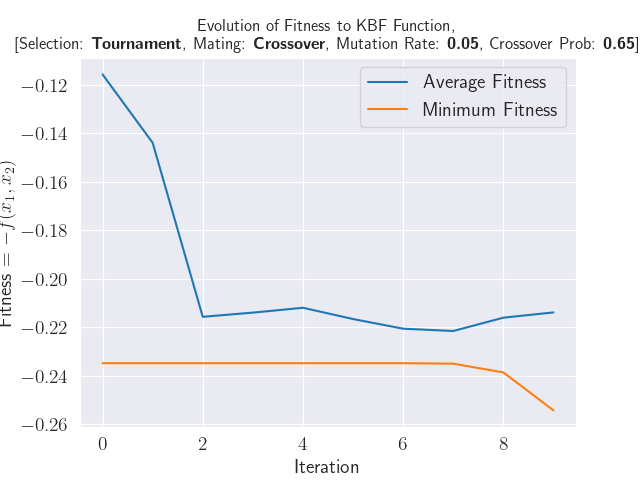 Evolution of Fitness to KBF Function,
[Selection: Tournament, Mating: Crossover, Mutation Rate: 0.05, Crossover Prob: 0.65]
Average Fitness
Minimum Fitness
Fitness = −f(x₁, x₂)
−0.12
−0.14
−0.16
−0.18
−0.20
−0.22
−0.24
−0.26
0 2 4 6 8
Iteration